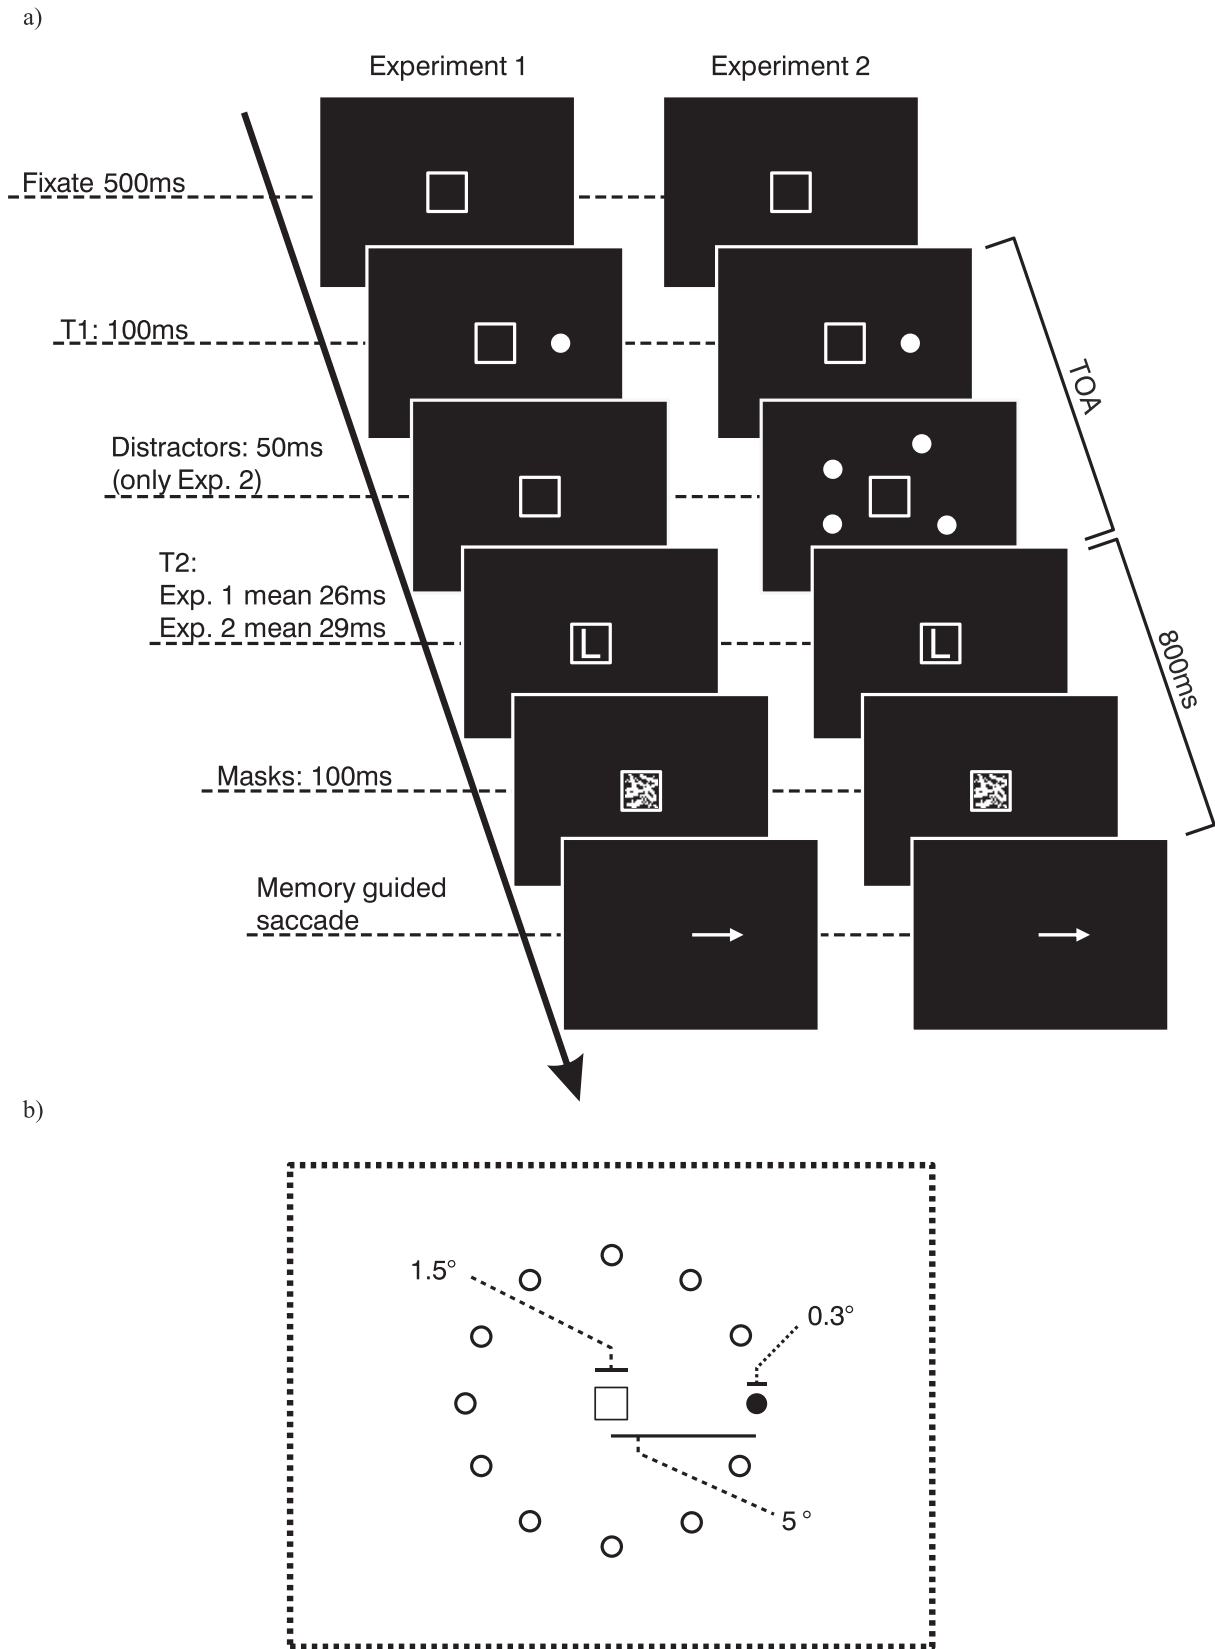 a)
Experiment 1
Experiment 2
Fixate 500ms
T1: 100ms
TOA
Distractors: 50ms
(only Exp. 2)
T2:
Exp. 1 mean 26ms
Exp. 2 mean 29ms
L
L
800ms
Masks: 100ms
Memory guided
saccade
b)
1.5°
0.3°
5 °